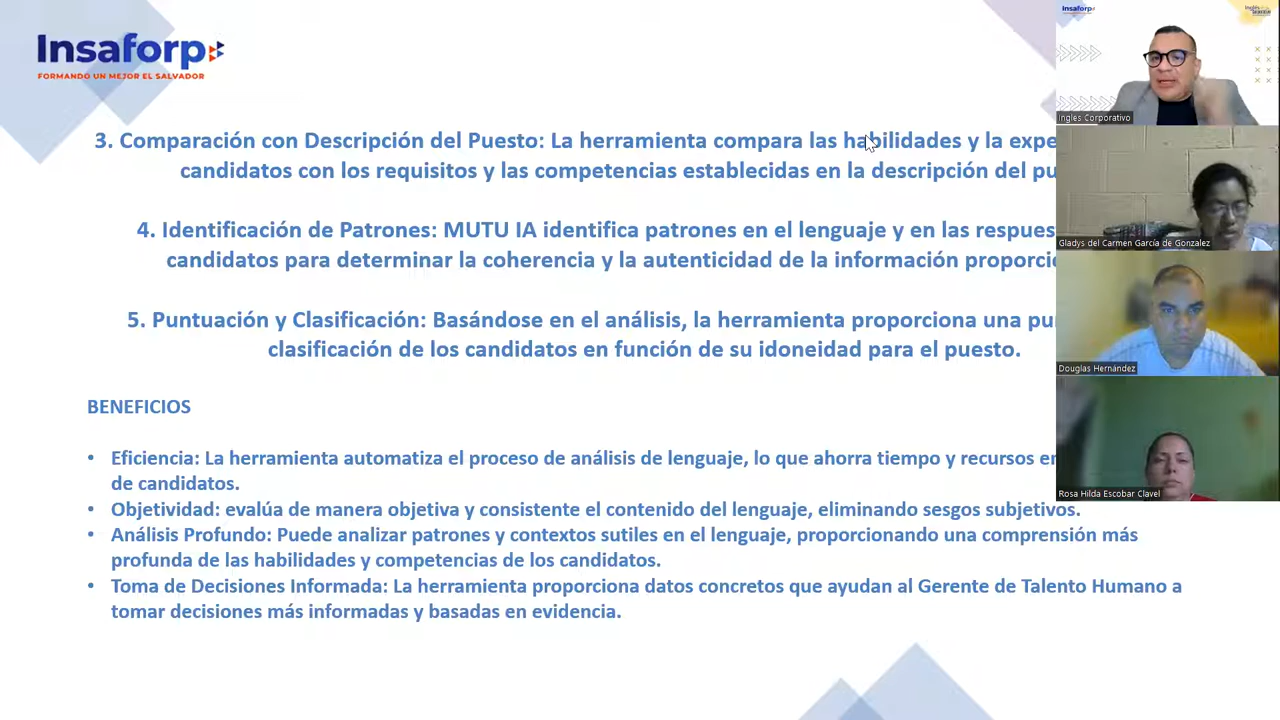 Insaforp
FORMANDO UN MEJOR EL SALVADOR
3. Comparación con Descripción del Puesto: La herramienta compara las habilidades y la expe
candidatos con los requisitos y las competencias establecidas en la descripción del pu
4. Identificación de Patrones: MUTU IA identifica patrones en el lenguaje y en las respues
candidatos para determinar la coherencia y la autenticidad de la información proporci
5. Puntuación y Clasificación: Basándose en el análisis, la herramienta proporciona una pu
clasificación de los candidatos en función de su idoneidad para el puesto.
BENEFICIOS
• Eficiencia: La herramienta automatiza el proceso de análisis de lenguaje, lo que ahorra tiempo y recursos en
de candidatos.
• Objetividad: evalúa de manera objetiva y consistente el contenido del lenguaje, eliminando sesgos subjetivos.
• Análisis Profundo: Puede analizar patrones y contextos sutiles en el lenguaje, proporcionando una comprensión más
profunda de las habilidades y competencias de los candidatos.
• Toma de Decisiones Informada: La herramienta proporciona datos concretos que ayudan al Gerente de Talento Humano a
tomar decisiones más informadas y basadas en evidencia.
Insaforp
Ingles Corporativo
Gladys del Carmen García de Gonzalez
Douglas Hernández
Rosa Hilda Escobar Clavel